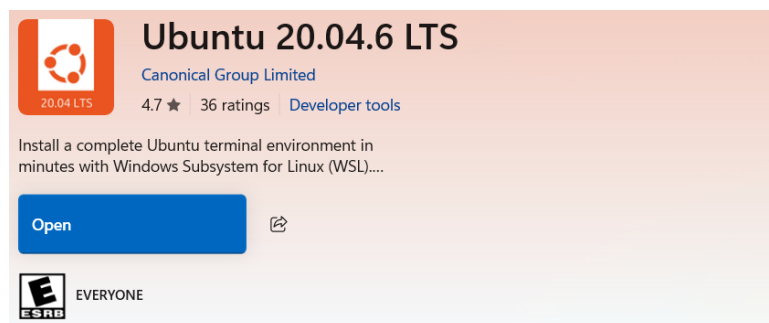 Ubuntu 20.04.6 LTS
20.04 LTS
Canonical Group Limited
4.7 ★ 36 ratings Developer tools
Install a complete Ubuntu terminal environment in
minutes with Windows Subsystem for Linux (WSL)....
Open
E
ESRB
EVERYONE